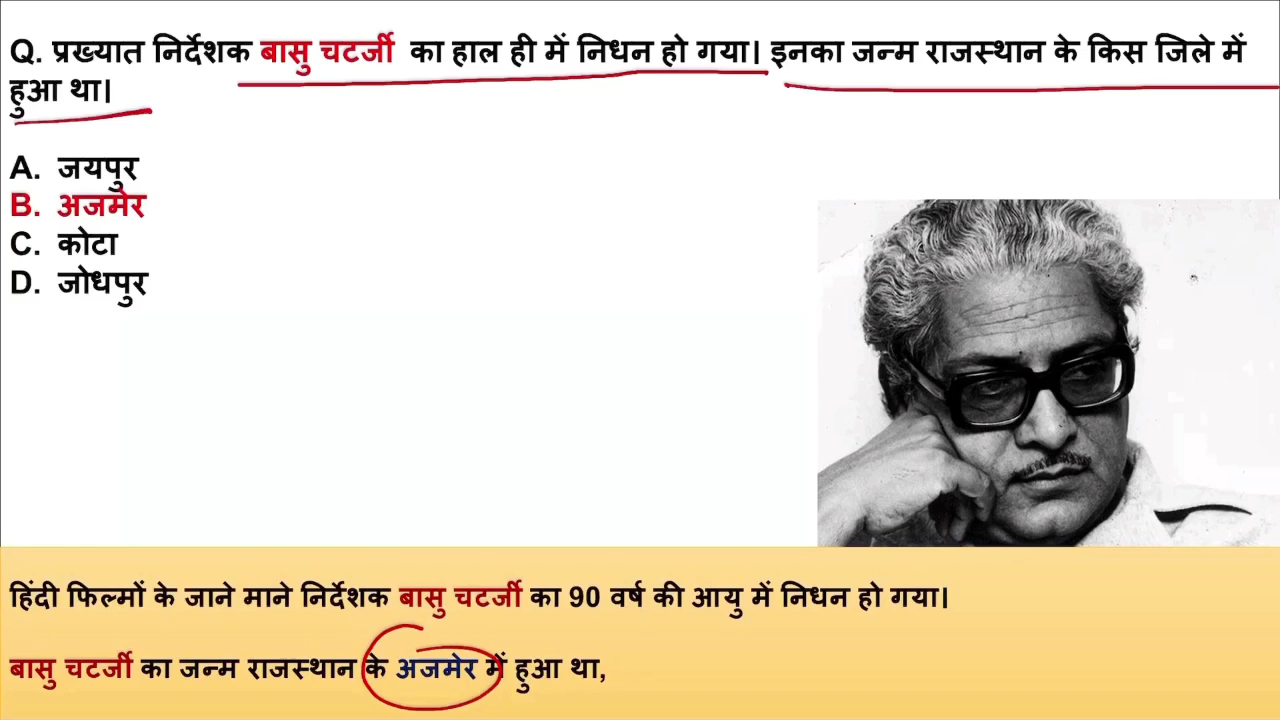 Q. प्रख्यात निर्देशक बासु चटर्जी का हाल ही में निधन हो गया। इनका जन्म राजस्थान के किस जिले में
हुआ था।
A. जयपुर
B. अजमेर
C. कोटा
D. जोधपुर
हिंदी फिल्मों के जाने माने निर्देशक बासु चटर्जी का 90 वर्ष की आयु में निधन हो गया।
बासु चटर्जी का जन्म राजस्थान के अजमेर में हुआ था,